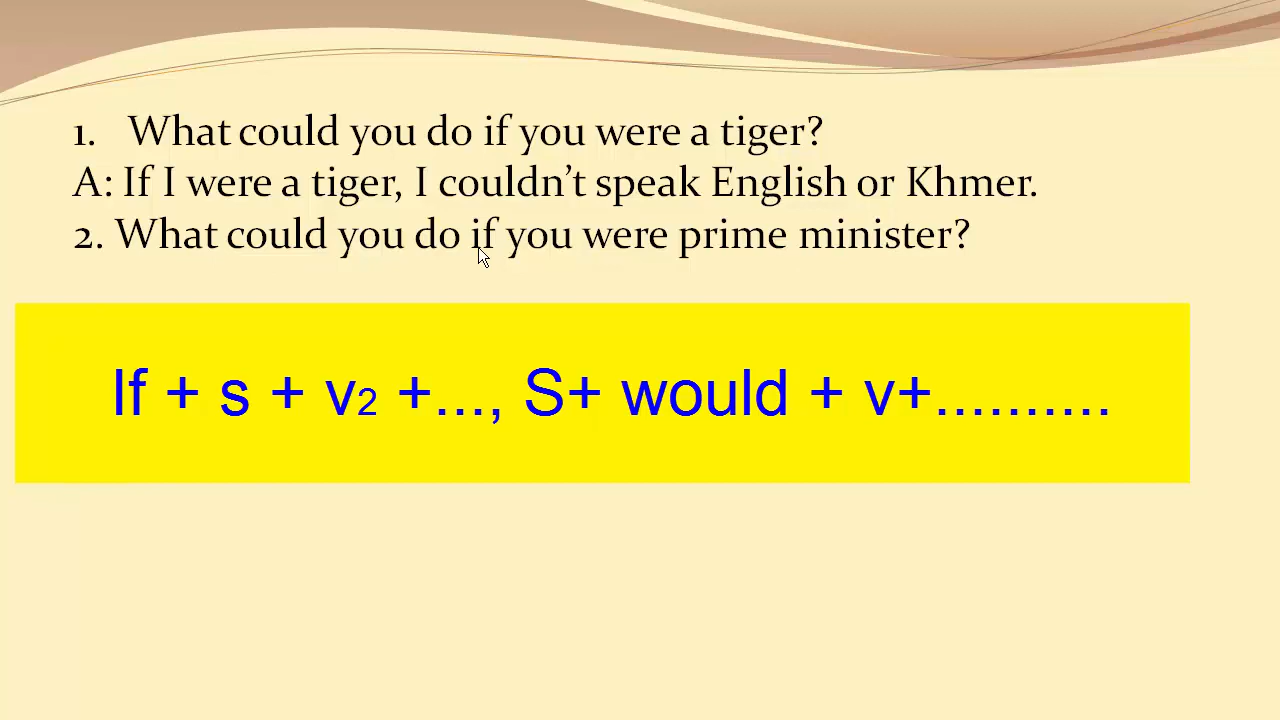 1. What could you do if you were a tiger?
A: If I were a tiger, I couldn’t speak English or Khmer.
2. What could you do if you were prime minister?
If + s + v2 +..., S+ would + v+..........